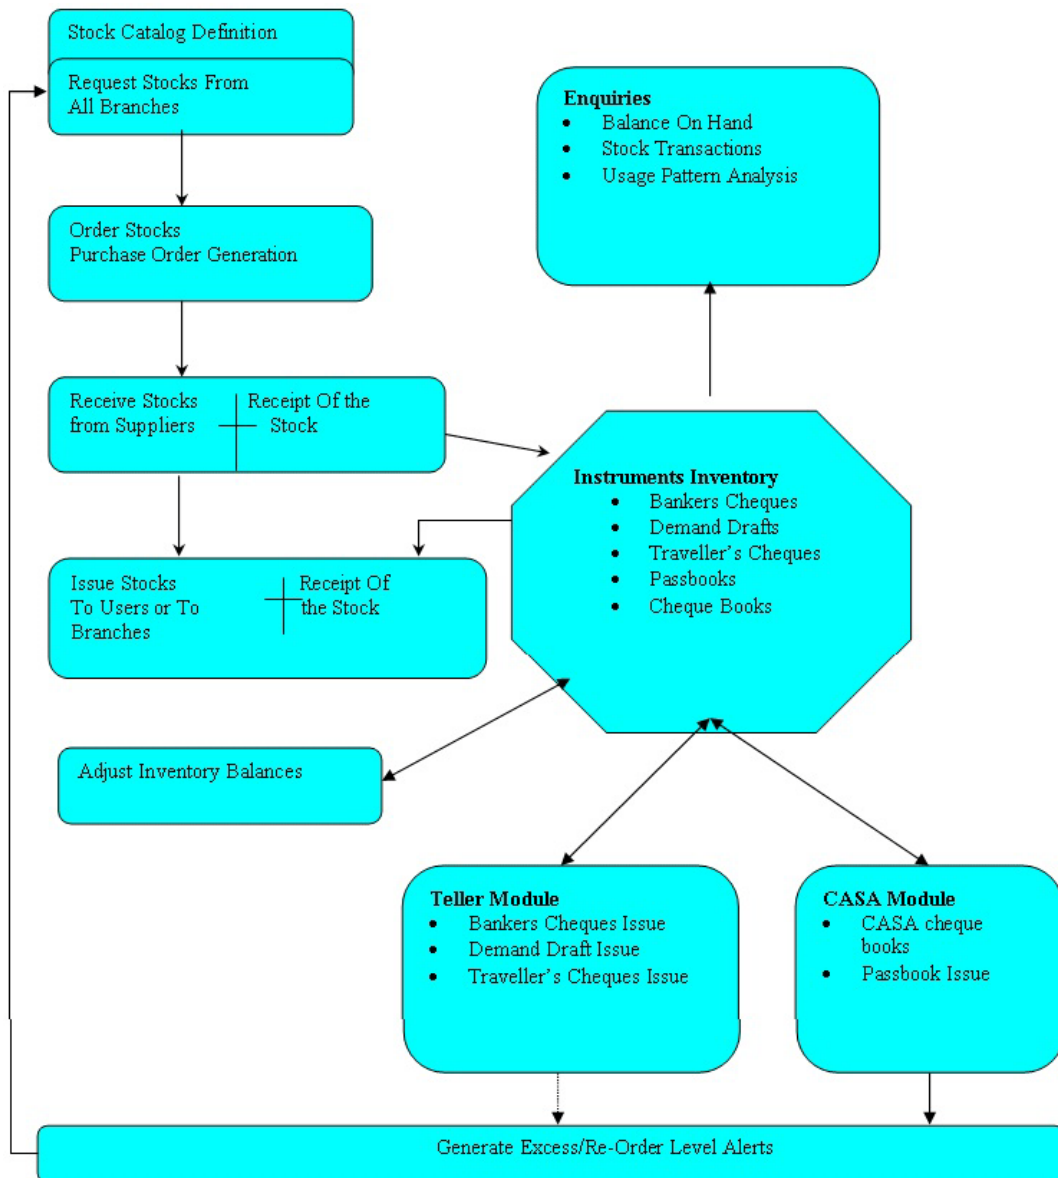 Stock Catalog Definition
Request Stocks From
All Branches
Enquiries
• Balance On Hand
• Stock Transactions
• Usage Pattern Analysis
Order Stocks
Purchase Order Generation
Receive Stocks
from Suppliers
Receipt Of the
Stock
Instruments Inventory
• Bankers Cheques
• Demand Drafts
• Traveller's Cheques
• Passbooks
• Cheque Books
Issue Stocks
To Users or To
Branches
Receipt Of
the Stock
Adjust Inventory Balances
Teller Module
• Bankers Cheques Issue
• Demand Draft Issue
• Traveller's Cheques Issue
CASA Module
• CASA cheque
books
• Passbook Issue
Generate Excess/Re-Order Level Alerts